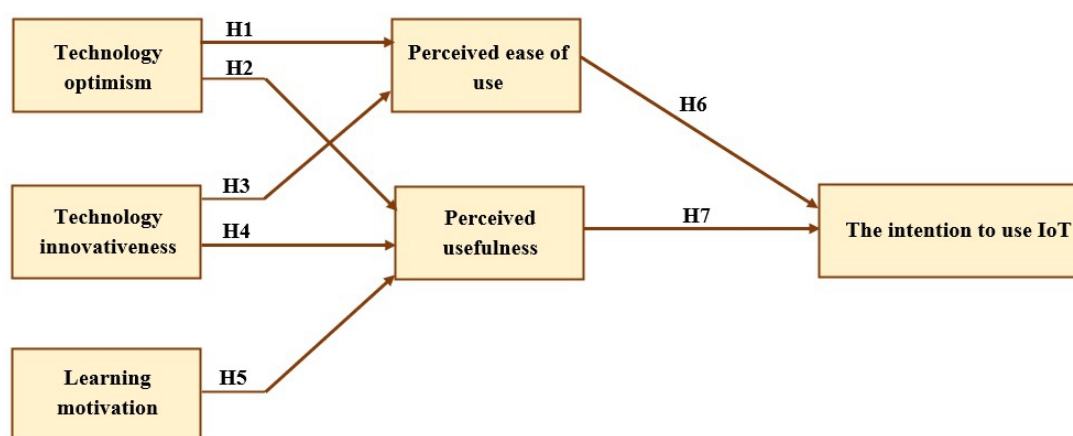 Technology
optimism
H1
H2
Perceived ease of
use
H6
Technology
innovativeness
H3
H4
Perceived
usefulness
H7
The intention to use IoT
Learning
motivation
H5